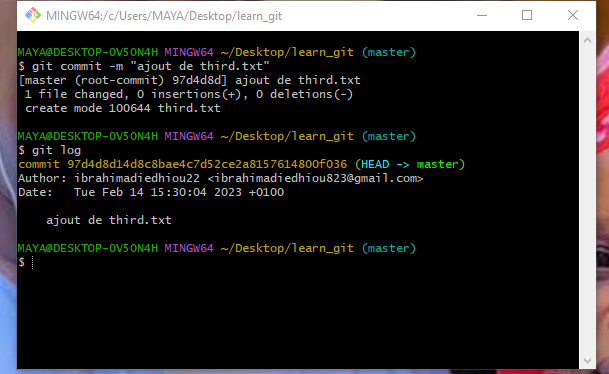 MINGW64:/c/Users/MAYA/Desktop/learn_git
MAYA@DESKTOP-OV5ON4H MINGW64 ~/Desktop/learn_git (master)
$ git commit -m "ajout de third.txt"
[master (root-commit) 97d4d8d] ajout de third.txt
 1 file changed, 0 insertions(+), 0 deletions(-)
 create mode 100644 third.txt
MAYA@DESKTOP-OV5ON4H MINGW64 ~/Desktop/learn_git (master)
$ git log
commit 97d4d8d14d8c8bae4c7d52ce2a8157614800f036 (HEAD -> master)
Author: ibrahimadiedhiou22 <ibrahimadiedhiou823@gmail.com>
Date:   Tue Feb 14 15:30:04 2023 +0100
    ajout de third.txt
MAYA@DESKTOP-OV5ON4H MINGW64 ~/Desktop/learn_git (master)
$